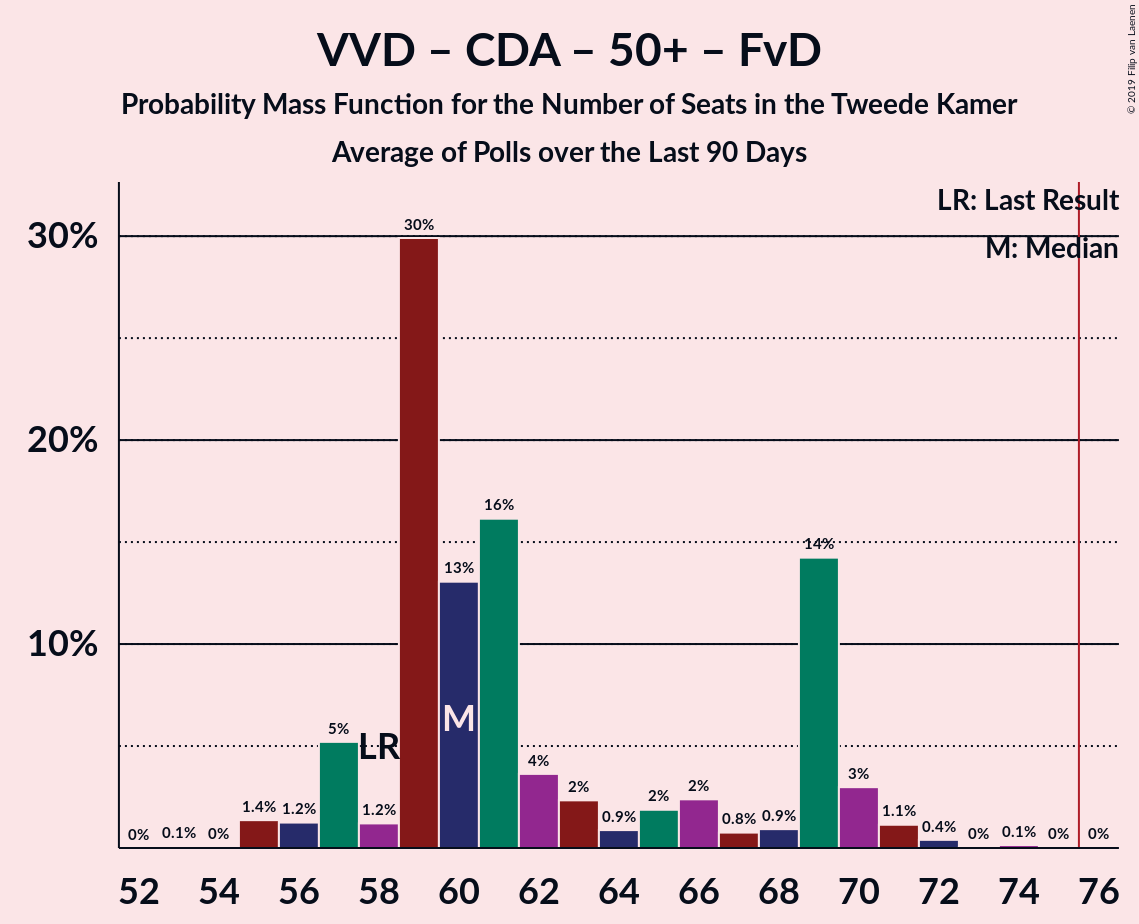 VVD – CDA – 50+ – FvD
Probability Mass Function for the Number of Seats in the Tweede Kamer
Average of Polls over the Last 90 Days
© 2019 Filip van Laenen
LR: Last Result
M: Median
30%
20%
10%
0% 0.1% 0% 1.4% 1.2% 5% 1.2% 30% 13% 16% 4% 2% 0.9% 2% 2% 0.8% 0.9% 14% 3% 1.1% 0.4% 0% 0.1% 0% 0%
LR
M
52 54 56 58 60 62 64 66 68 70 72 74 76